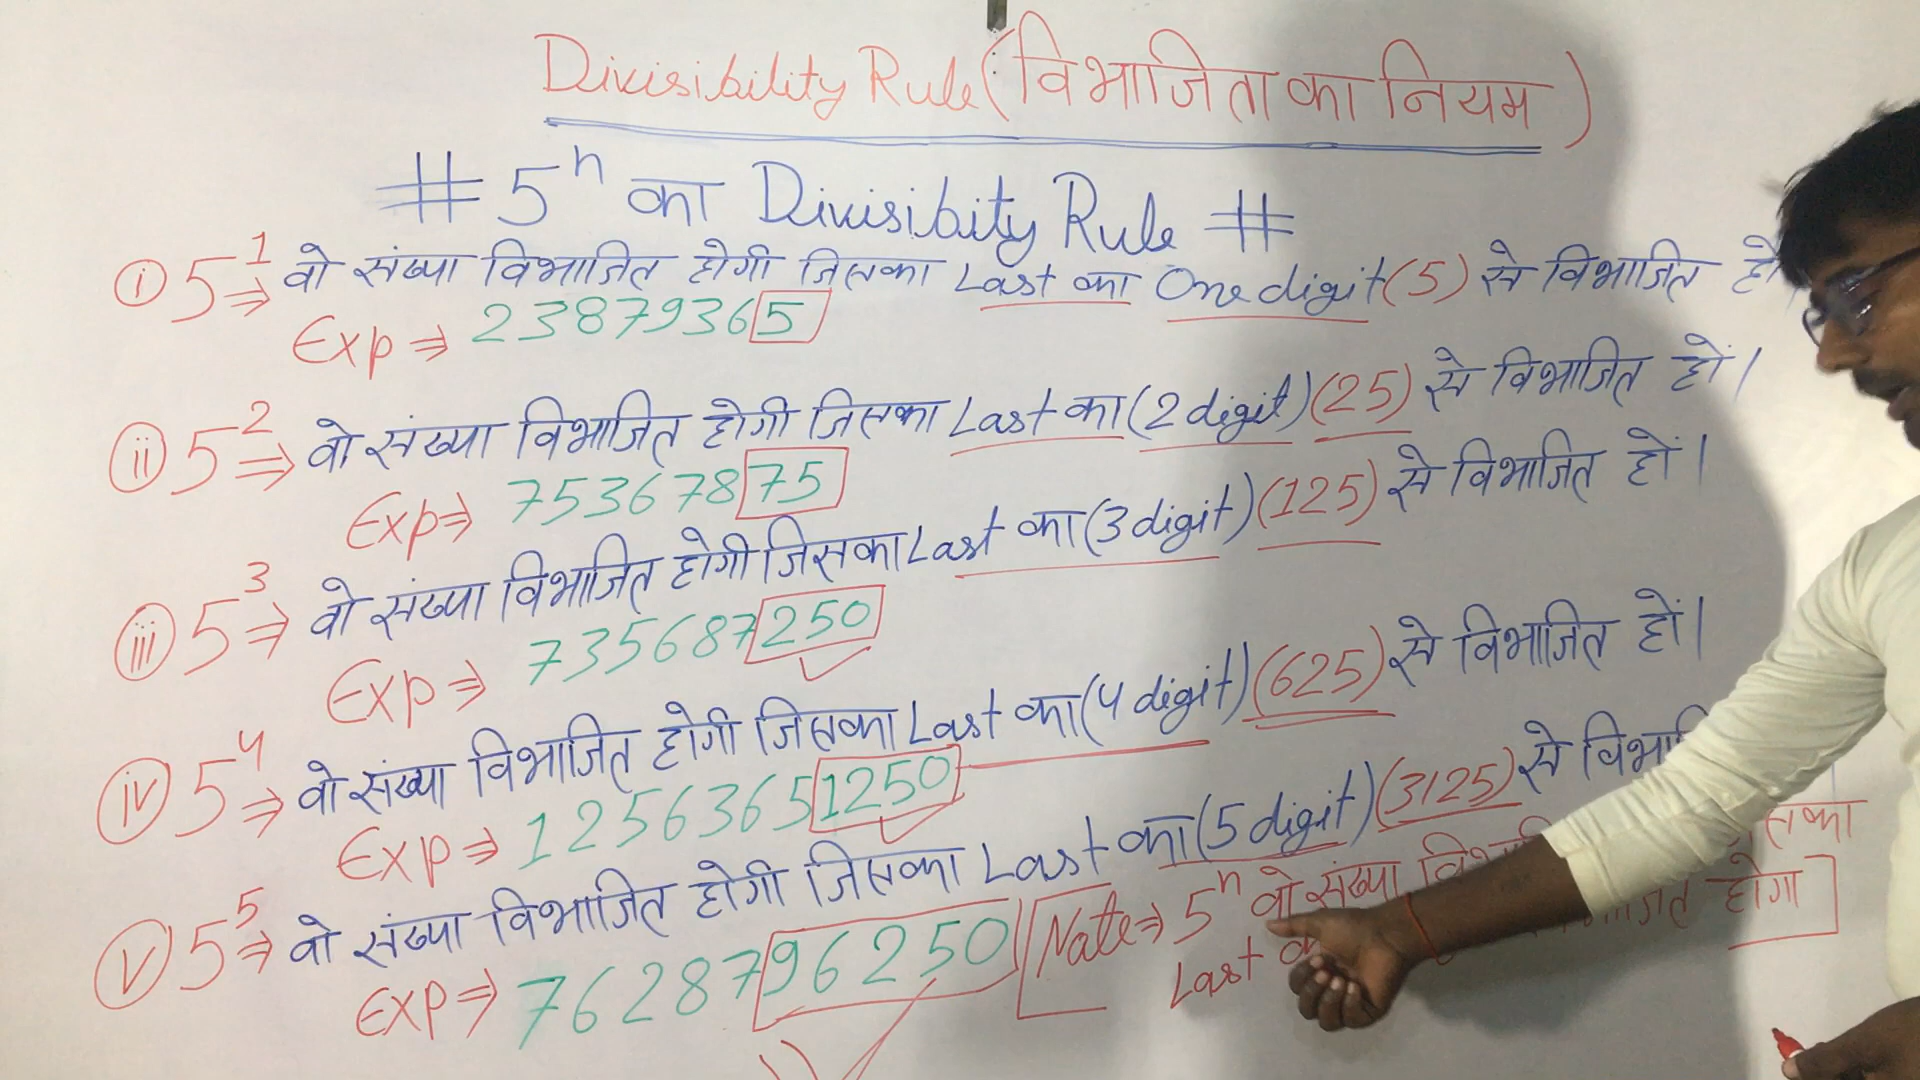 Divisibility Rule (विभाजिता का नियम)
# 5ⁿ का Divisibity Rule #
(i) 5¹ ⇒ वो संख्या विभाजित होगी जिसका Last का One digit (5) से विभाजित हो
Exp ⇒ 238793655
(ii) 5² ⇒ वो संख्या विभाजित होगी जिसका Last का (2 digit) (25) से विभाजित हों।
Exp ⇒ 75367875
(iii) 5³ ⇒ वो संख्या विभाजित होगी जिसका Last का (3 digit) (125) से विभाजित हों।
Exp ⇒ 735687250
(iv) 5⁴ ⇒ वो संख्या विभाजित होगी जिसका Last का (4 digit) (625) से विभाजित हों।
Exp ⇒ 12563651250
(v) 5⁵ ⇒ वो संख्या विभाजित होगी जिसका Last का (5 digit) (3125) से
Exp ⇒ 7628796250
Note ⇒ 5ⁿ वो संख्या
Last होगा